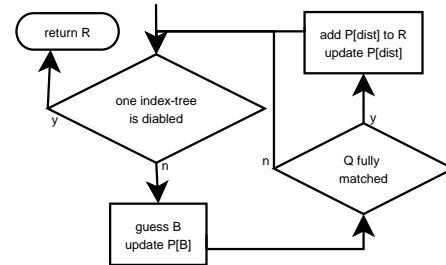 return R
add P[dist] to R
update P[dist]
one index-tree
is diabled
y
y
n
n
Q fully
matched
guess B
update P[B]